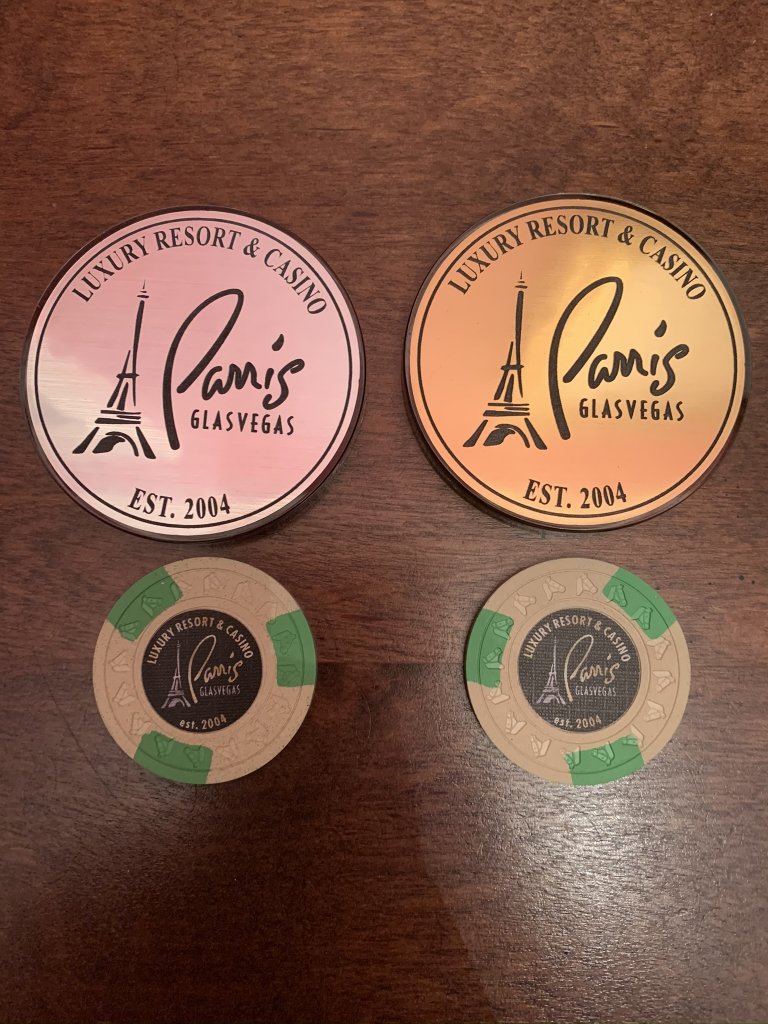 LUXURY RESORT & CASINO
Paris
GLASVEGAS
EST. 2004
LUXURY RESORT & CASINO
Paris
GLASVEGAS
EST. 2004
LUXURY RESORT & CASINO
Paris
GLASVEGAS
est. 2004
LUXURY RESORT & CASINO
Paris
GLASVEGAS
est. 2004